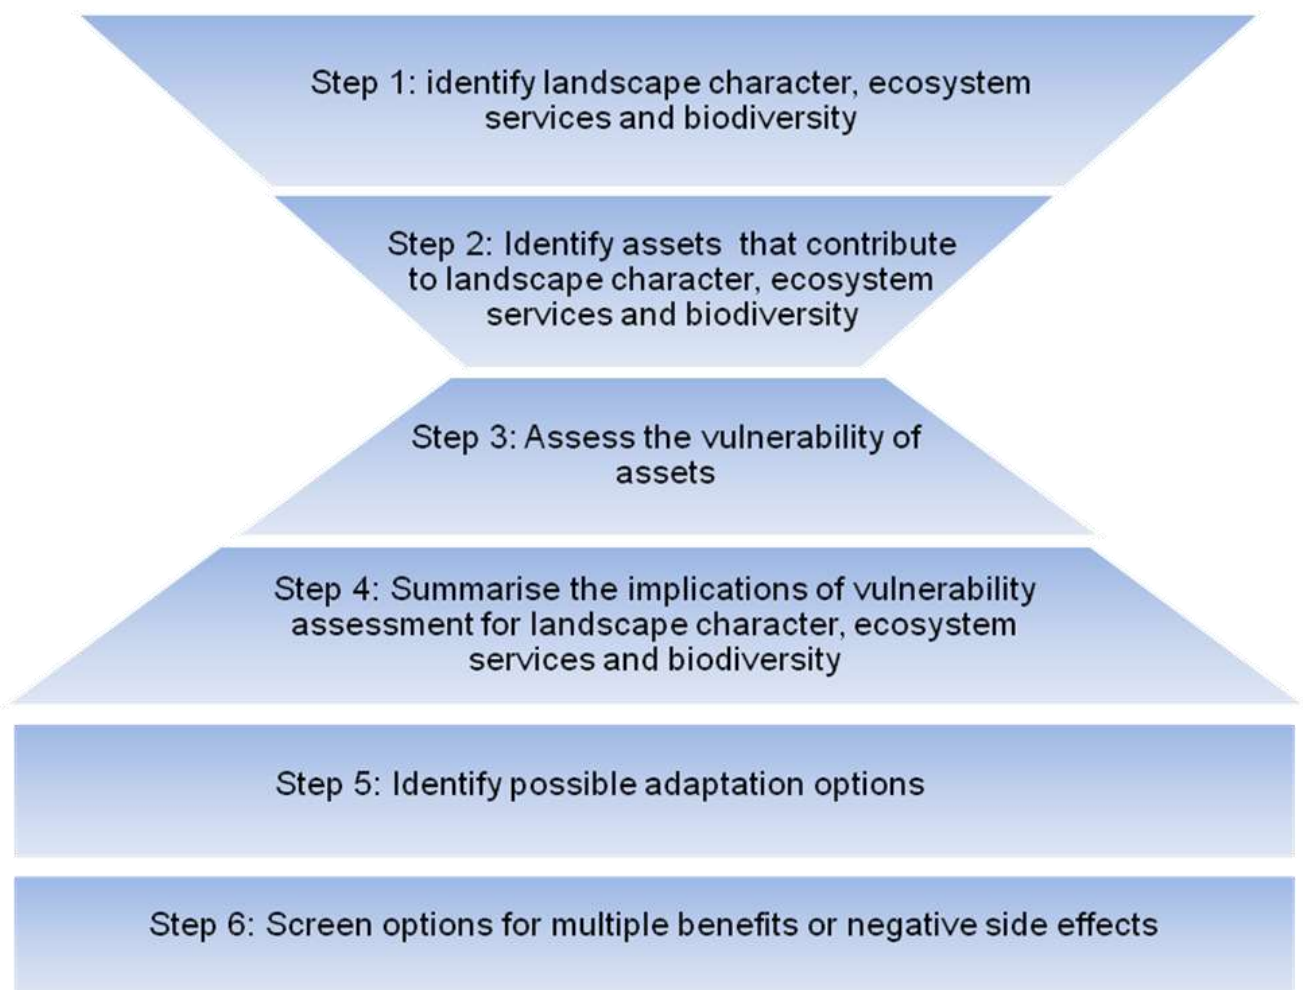 Step 1: identify landscape character, ecosystem
services and biodiversity
Step 2: Identify assets  that contribute
to landscape character, ecosystem
services and biodiversity
Step 3: Assess the vulnerability of
assets
Step 4: Summarise the implications of vulnerability
assessment for landscape character, ecosystem
services and biodiversity
Step 5: Identify possible adaptation options
Step 6: Screen options for multiple benefits or negative side effects